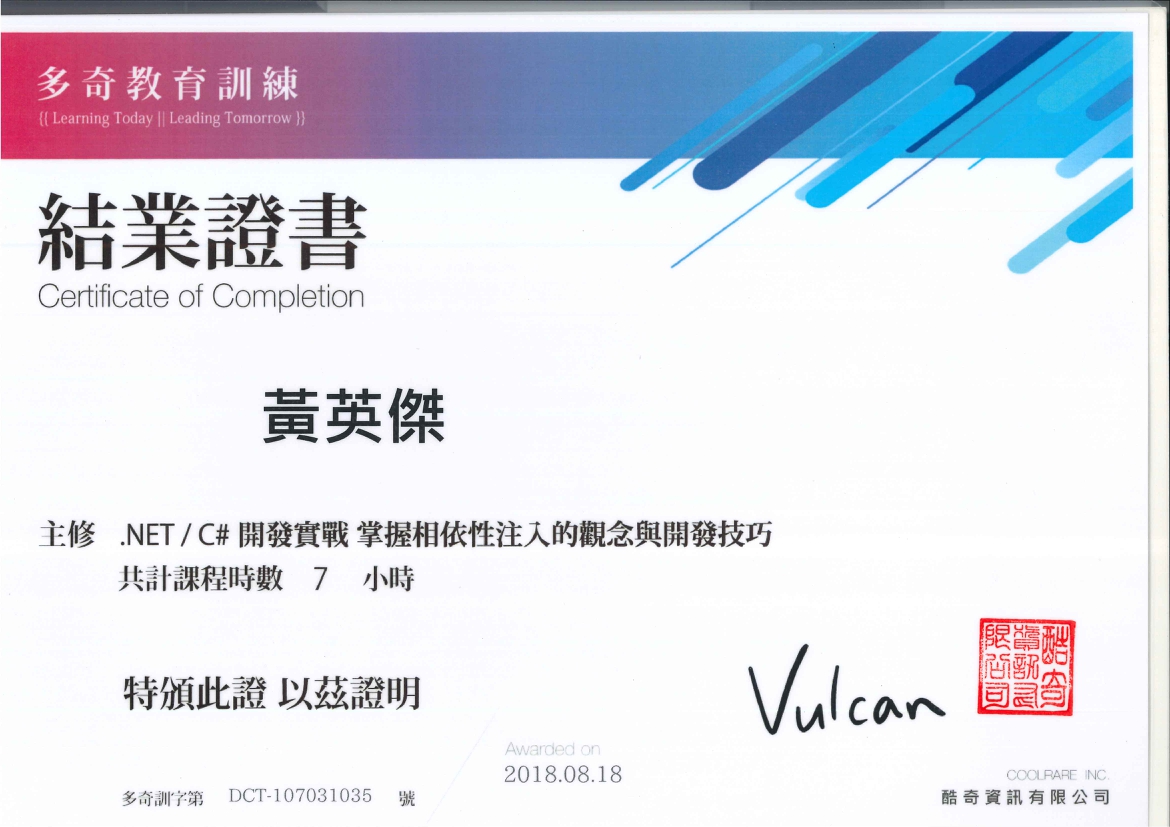 多奇教育訓練
{{ Learning Today || Leading Tomorrow }}
結業證書
Certificate of Completion
黃英傑
主修 .NET / C# 開發實戰 掌握相依性注入的觀念與開發技巧
共計課程時數 7 小時
特頒此證 以茲證明
Vulcan
酷奇資訊有限公司
Awarded on
2018.08.18
多奇訓字第 DCT-107031035 號
COOLRARE INC.
酷奇資訊有限公司